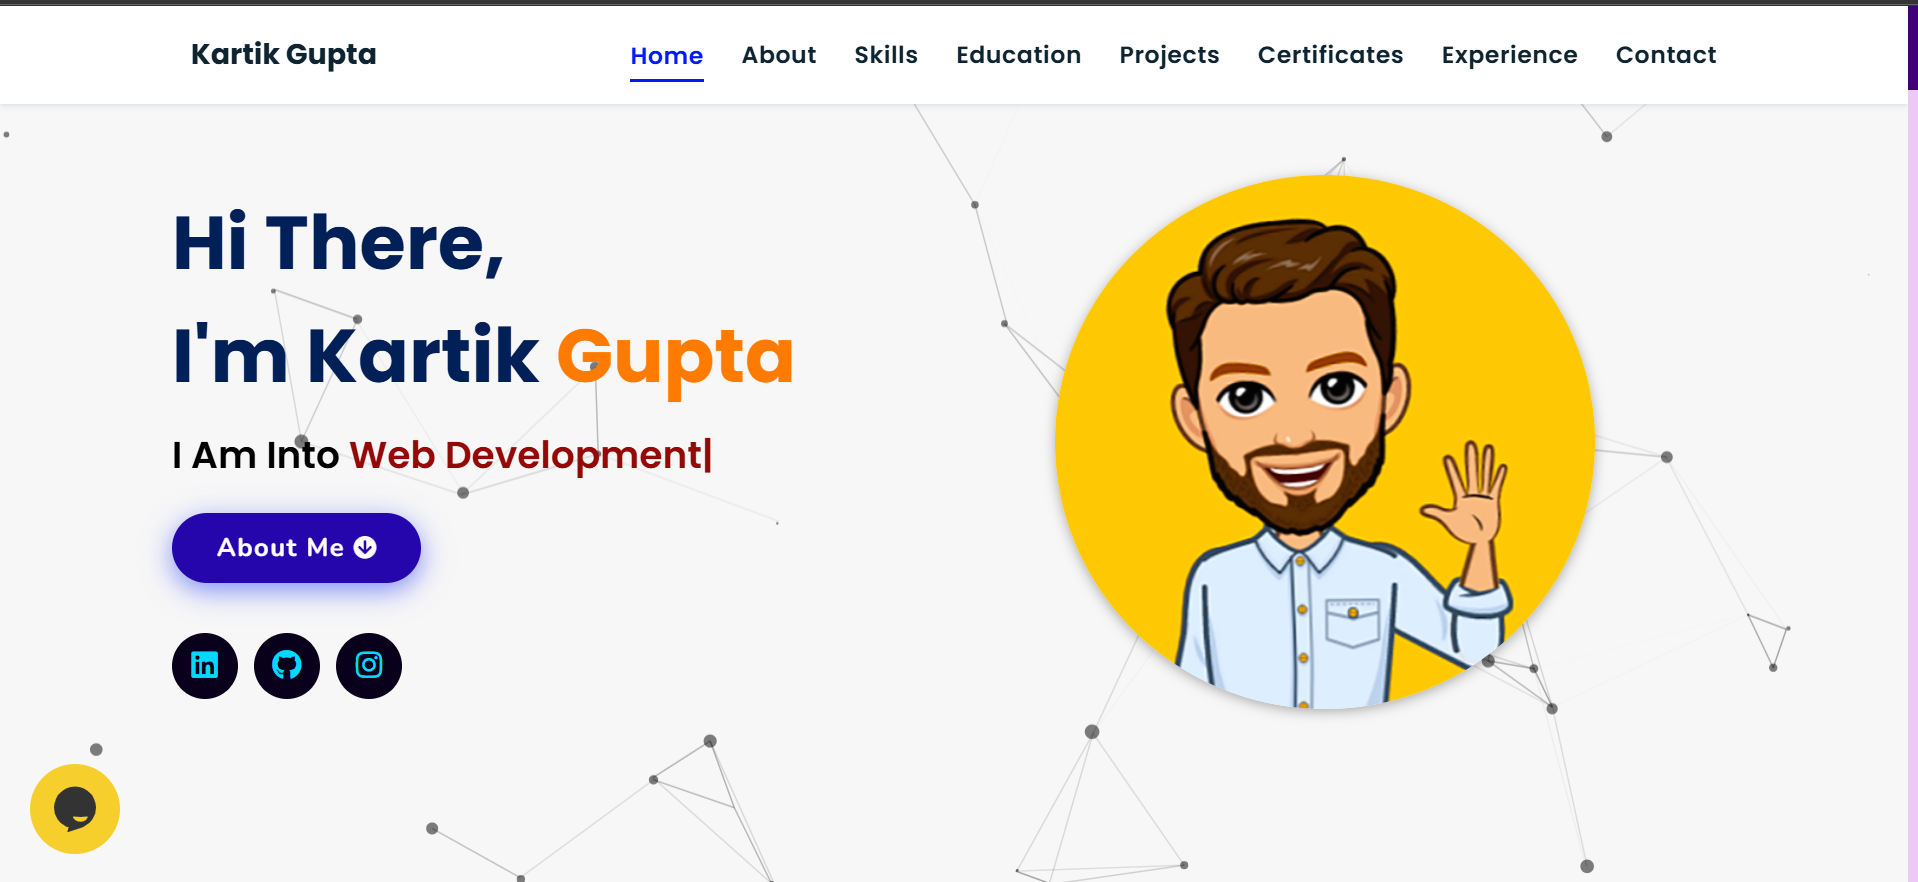 Kartik Gupta
Home About Skills Education Projects Certificates Experience Contact
Hi There,
I'm Kartik Gupta
I Am Into Web Development|
About Me
in